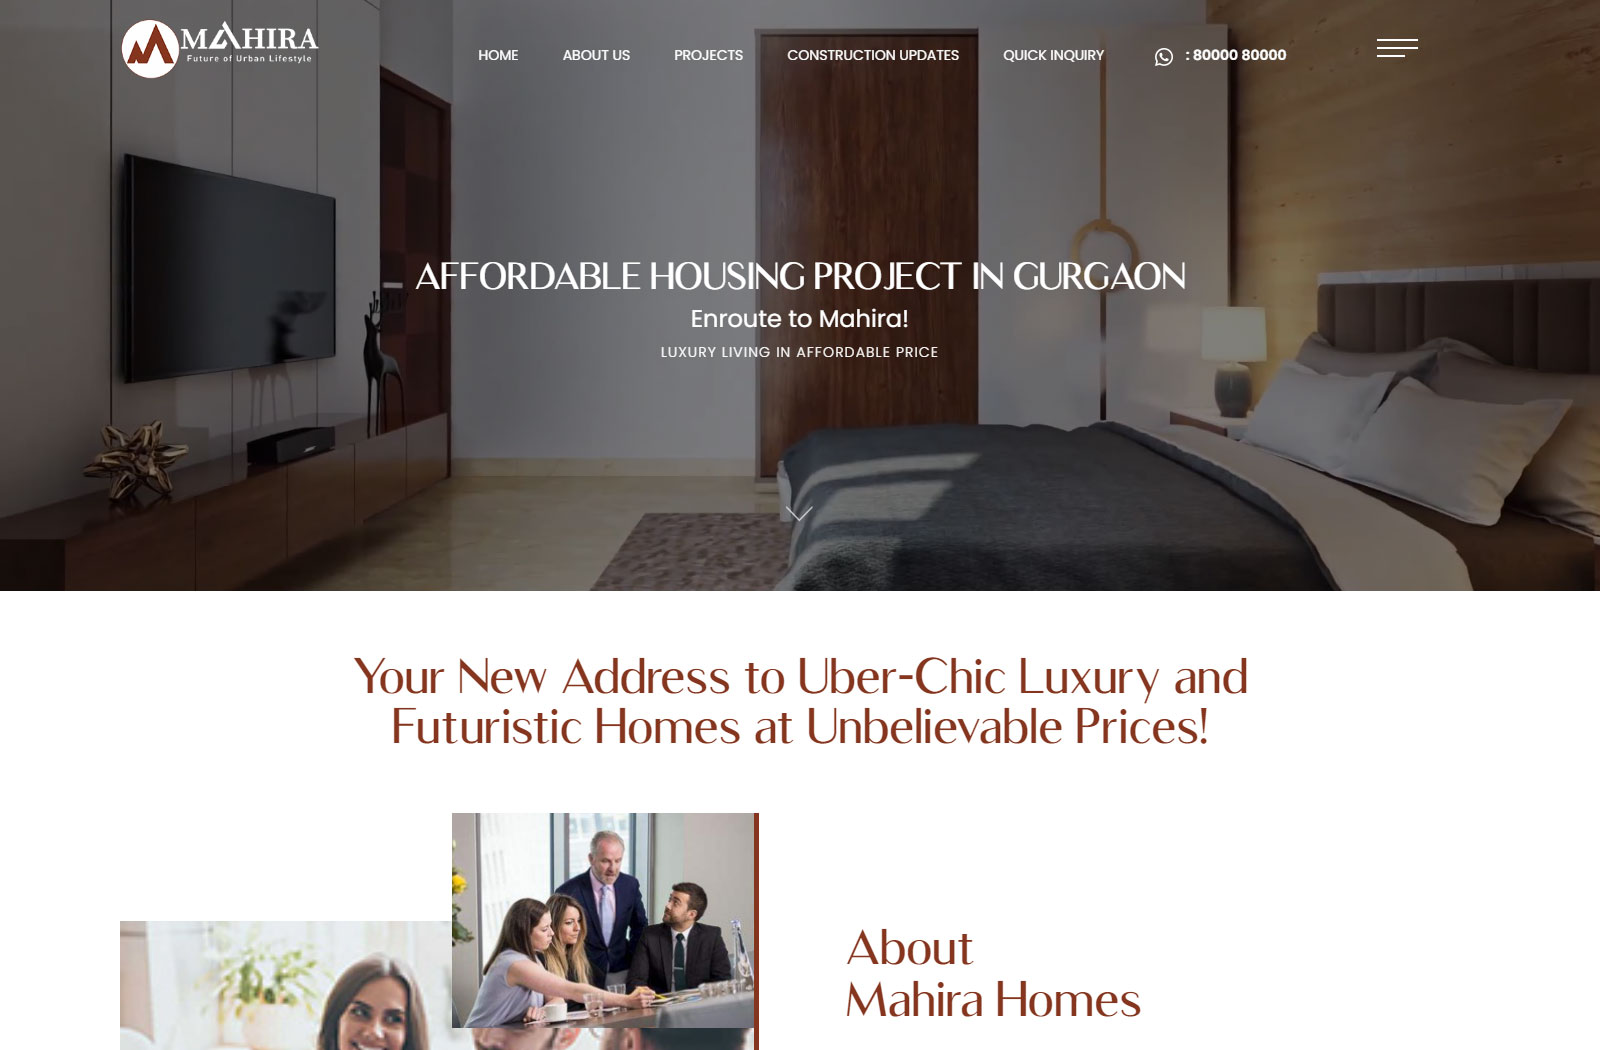 MAHIRA
Future of Urban Lifestyle
HOME ABOUT US PROJECTS CONSTRUCTION UPDATES QUICK INQUIRY : 80000 80000
AFFORDABLE HOUSING PROJECT IN GURGAON
Enroute to Mahira!
LUXURY LIVING IN AFFORDABLE PRICE
Your New Address to Uber-Chic Luxury and
Futuristic Homes at Unbelievable Prices!
About
Mahira Homes